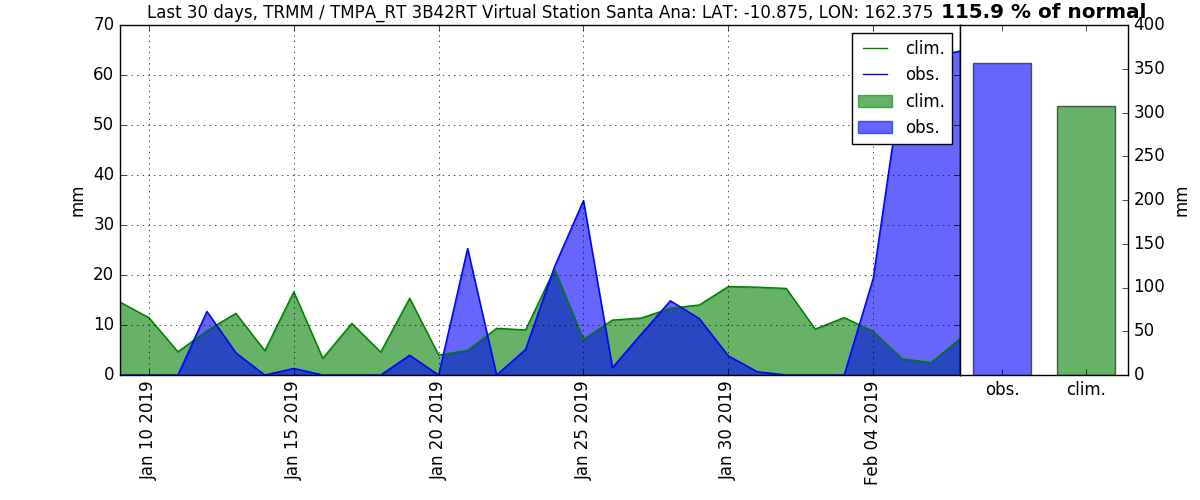 Last 30 days, TRMM / TMPA_RT 3B42RT Virtual Station Santa Ana: LAT: -10.875, LON: 162.375 115.9 % of normal
70
60
50
40
30
20
10
0
mm
clim.
obs.
clim.
obs.
Jan 10 2019
Jan 15 2019
Jan 20 2019
Jan 25 2019
Jan 30 2019
Feb 04 2019
400
350
300
250
200
150
100
50
0
mm
obs.
clim.